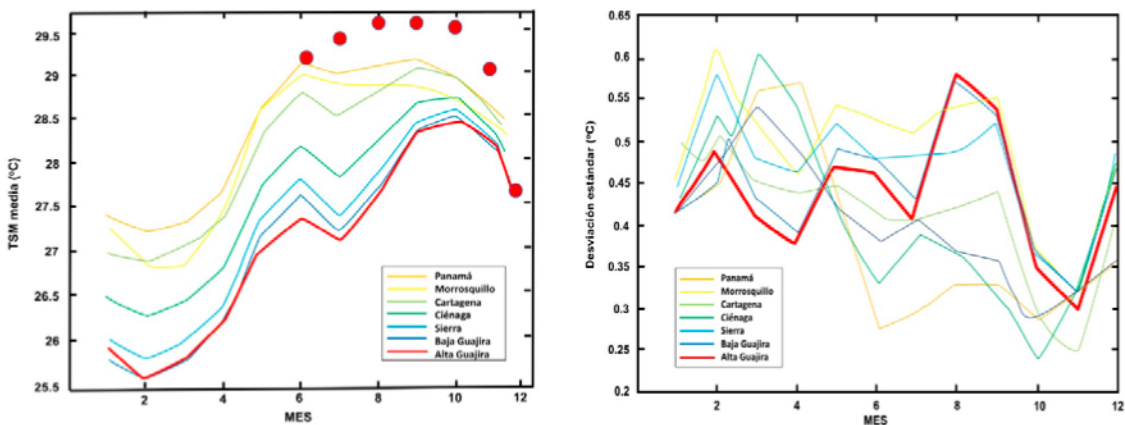 29.5
29
28.5
28
27.5
27
26.5
26
25.5
TSM media (°C)
2
4
6
8
10
12
MES
Panamá
Morrosquillo
Cartagena
Ciénaga
Sierra
Baja Guajira
Alta Guajira
0.65
0.6
0.55
0.5
0.45
0.4
0.35
0.3
0.25
0.2
Desviación estándar (°C)
2
4
6
8
10
12
MES
Panamá
Morrosquillo
Cartagena
Ciénaga
Sierra
Baja Guajira
Alta Guajira